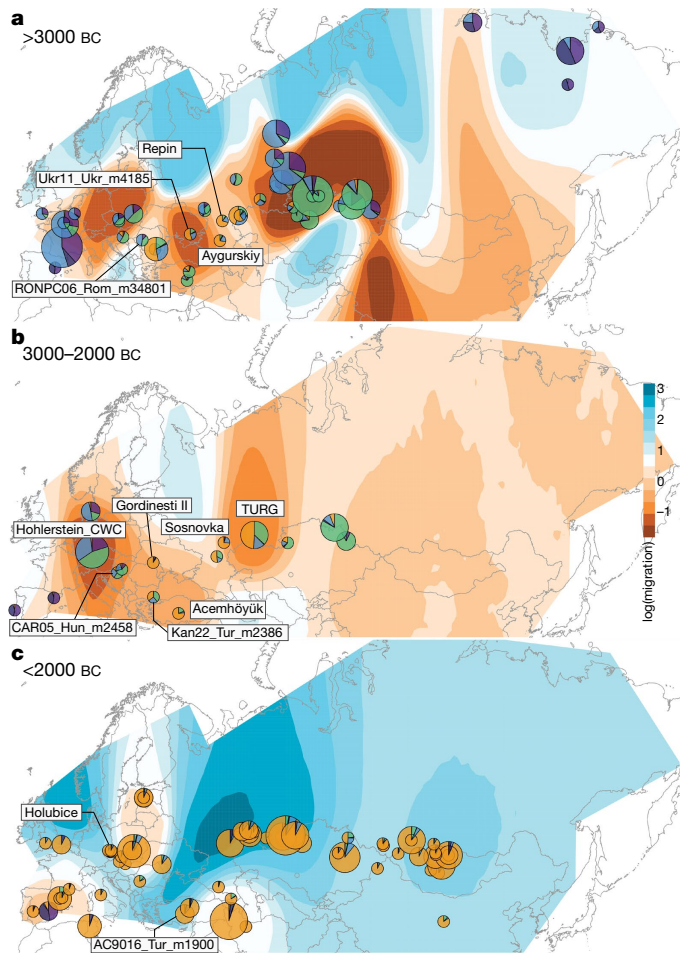 a
>3000 BC
Repin
Ukr11_Ukr_m4185
Aygurskiy
RONPC06_Rom_m34801
b
3000–2000 BC
3
2
1
0
−1
log(migration)
Gordinesti II
TURG
Sosnovka
Hohlerstein_CWC
Acemhöyük
CAR05_Hun_m2458
Kan22_Tur_m2386
c
<2000 BC
Holubice
AC9016_Tur_m1900